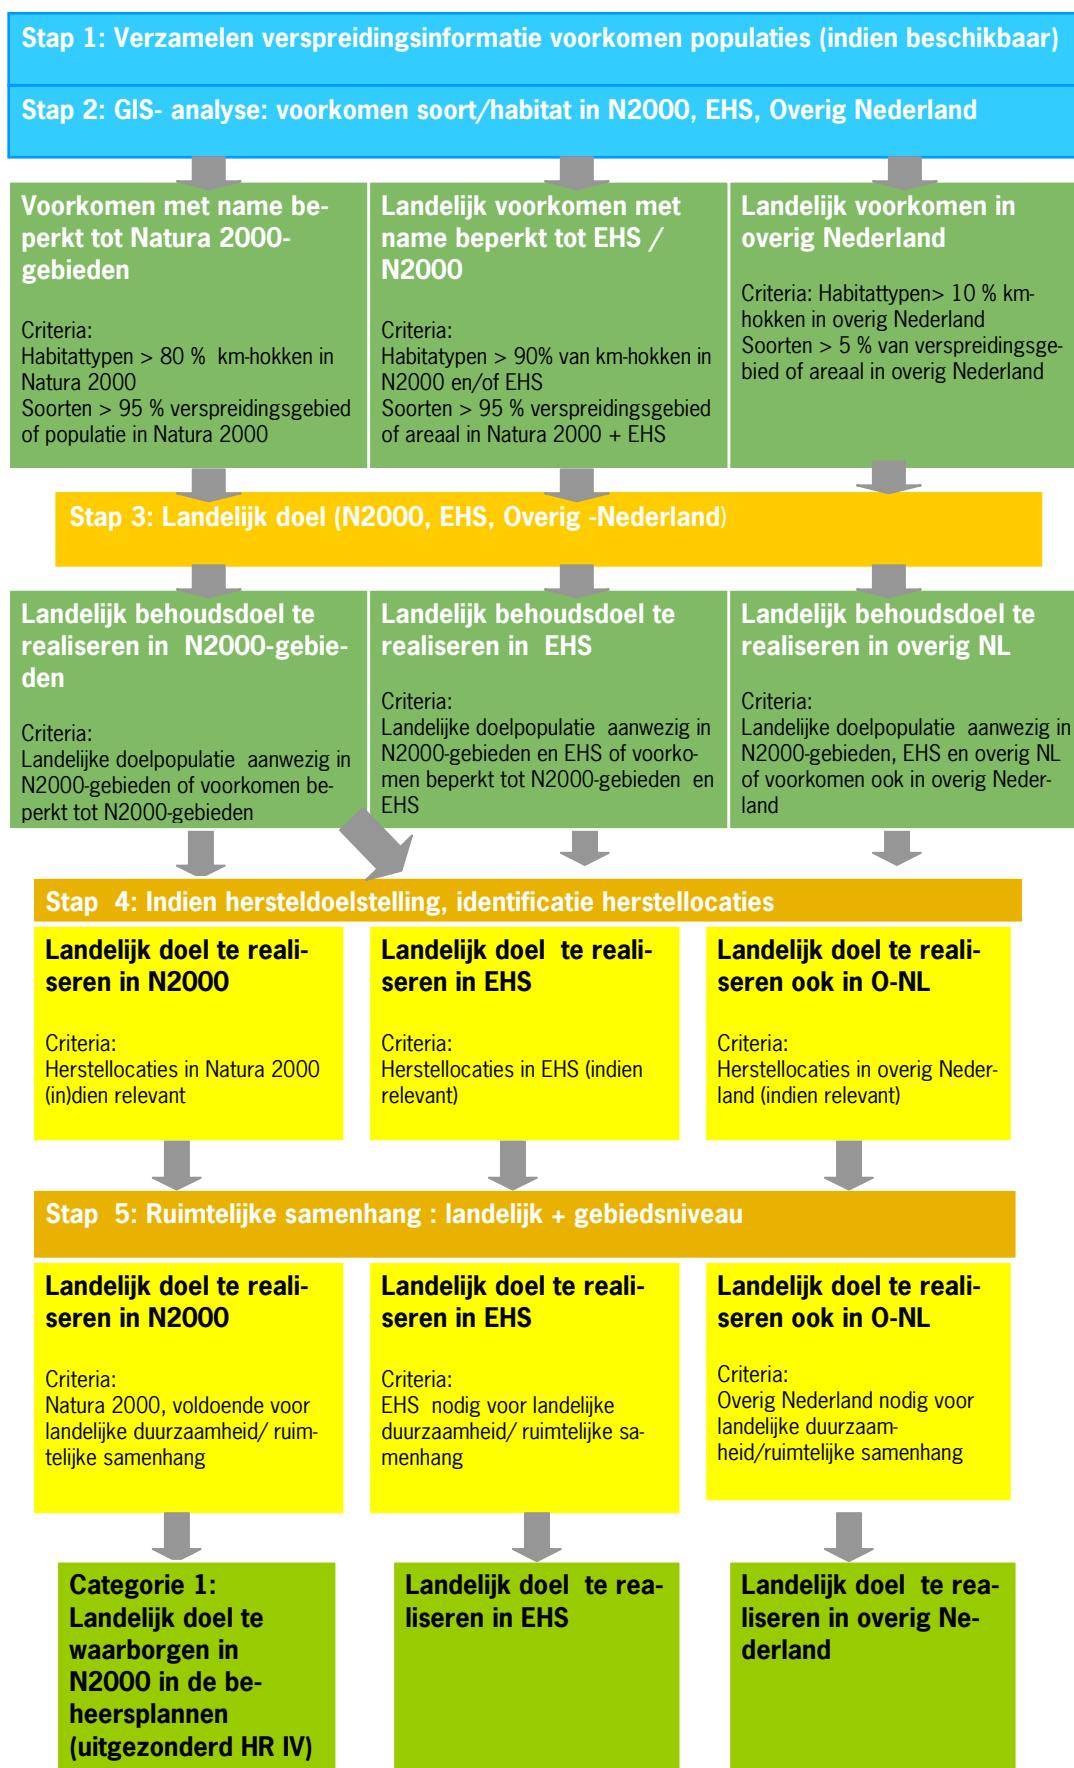 Stap 1: Verzamelen verspreidingsinformatie voorkomen populaties (indien beschikbaar)
Stap 2: GIS- analyse: voorkomen soort/habitat in N2000, EHS, Overig Nederland
Voorkomen met name be-
perkt tot Natura 2000-
gebieden
Criteria:
Habitattypen > 80 % km-hokken in
Natura 2000
Soorten > 95 % verspreidingsgebied
of populatie in Natura 2000
Landelijk voorkomen met
name beperkt tot EHS /
N2000
Criteria:
Habitatypen > 90% van km-hokken in
N2000 en/of EHS
Soorten > 95 % verspreidingsgebied
of areaal in Natura 2000 + EHS
Landelijk voorkomen in
overig Nederland
Criteria: Habitattypen> 10 % km-
hokken in overig Nederland
Soorten > 5 % van verspreidingsge-
bied of areaal in overig Nederland
Stap 3: Landelijk doel (N2000, EHS, Overig -Nederland)
Landelijk behoudsdoel te
realiseren in N2000-gebie-
den
Criteria:
Landelijke doelpopulatie aanwezig in
N2000-gebieden of voorkomen be-
perkt tot N2000-gebieden
Landelijk behoudsdoel te
realiseren in EHS
Criteria:
Landelijke doelpopulatie aanwezig in
N2000-gebieden en EHS of voorko-
men beperkt tot N2000-gebieden en
EHS
Landelijk behoudsdoel te
realiseren in overig NL
Criteria:
Landelijke doelpopulatie aanwezig in
N2000-gebieden, EHS en overig NL
of voorkomen ook in overig Neder-
land
Stap 4: Indien hersteldoelstelling, identificatie herstellocaties
Landelijk doel te reali-
seren in N2000
Criteria:
Herstellocaties in Natura 2000
(in)dien relevant
Landelijk doel te reali-
seren in EHS
Criteria:
Herstellocaties in EHS (indien
relevant)
Landelijk doel te reali-
seren ook in O-NL
Criteria:
Herstellocaties in overig Neder-
land (indien relevant)
Stap 5: Ruimtelijke samenhang : landelijk + gebiedsniveau
Landelijk doel te reali-
seren in N2000
Criteria:
Natura 2000, voldoende voor
landelijke duurzaamheid/ ruim-
telijke samenhang
Landelijk doel te reali-
seren in EHS
Criteria:
EHS nodig voor landelijke
duurzaamheid/ ruimtelijke sa-
menhang
Landelijk doel te reali-
seren ook in O-NL
Criteria:
Overig Nederland nodig voor
landelijke duurzaam-
heid/ruimtelijke samenhang
Categorie 1:
Landelijk doel te
waarborgen in
N2000 in de be-
heersplannen
(uitgezonderd HR IV)
Landelijk doel te rea-
liseren in EHS
Landelijk doel te rea-
liseren in overig Ne-
derland